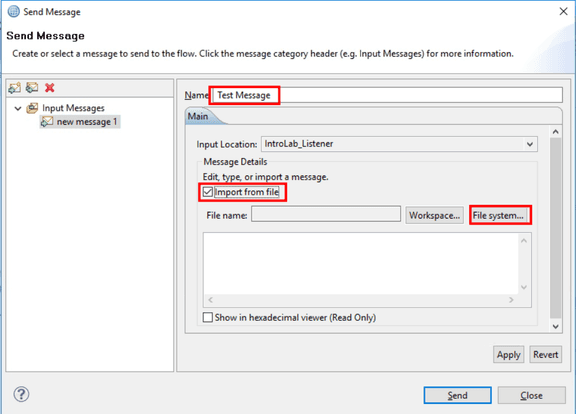 Send Message
Send Message
Create or select a message to send to the flow. Click the message category header (e.g. Input Messages) for more information.
Input Messages
new message 1
Name Test Message
Main
Input Location: IntroLab_Listener
Message Details
Edit, type, or import a message.
Import from file
File name: Workspace... File system...
Show in hexadecimal viewer (Read Only)
Apply Revert
? Send Close